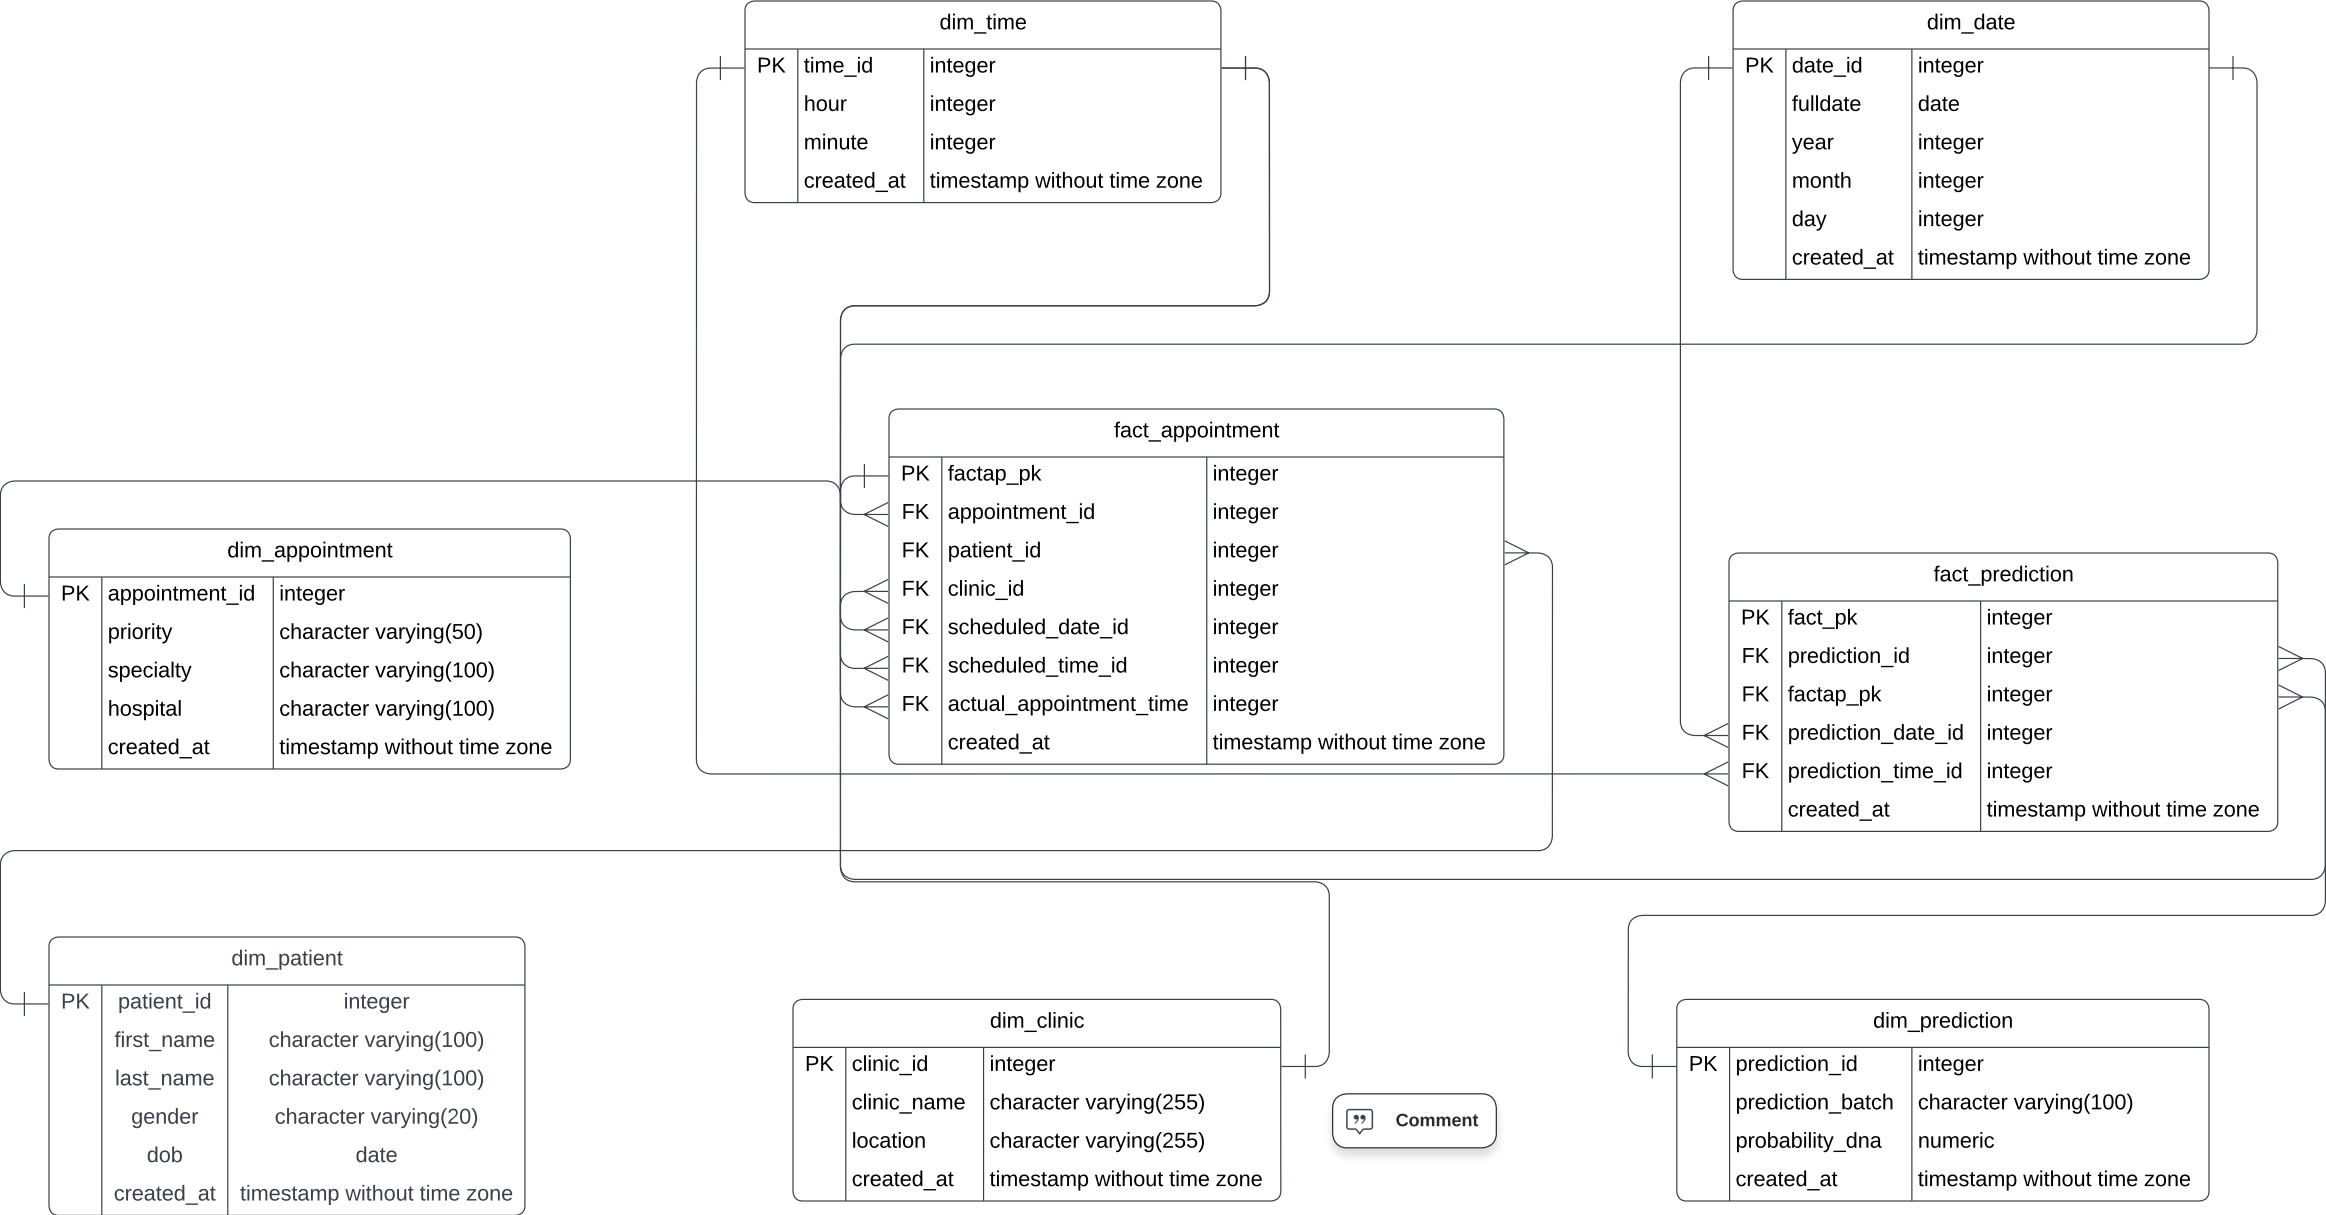 dim_time
PK time_id integer
hour integer
minute integer
created_at timestamp without time zone
dim_date
PK date_id integer
fulldate date
year integer
month integer
day integer
created_at timestamp without time zone
fact_appointment
PK factap_pk integer
FK appointment_id integer
FK patient_id integer
FK clinic_id integer
FK scheduled_date_id integer
FK scheduled_time_id integer
FK actual_appointment_time integer
created_at timestamp without time zone
dim_appointment
PK appointment_id integer
priority character varying(50)
specialty character varying(100)
hospital character varying(100)
created_at timestamp without time zone
fact_prediction
PK fact_pk integer
FK prediction_id integer
FK factap_pk integer
FK prediction_date_id integer
FK prediction_time_id integer
created_at timestamp without time zone
dim_patient
PK patient_id integer
first_name character varying(100)
last_name character varying(100)
gender character varying(20)
dob date
created_at timestamp without time zone
dim_clinic
PK clinic_id integer
clinic_name character varying(255)
location character varying(255)
created_at timestamp without time zone
Comment
dim_prediction
PK prediction_id integer
prediction_batch character varying(100)
probability_dna numeric
created_at timestamp without time zone